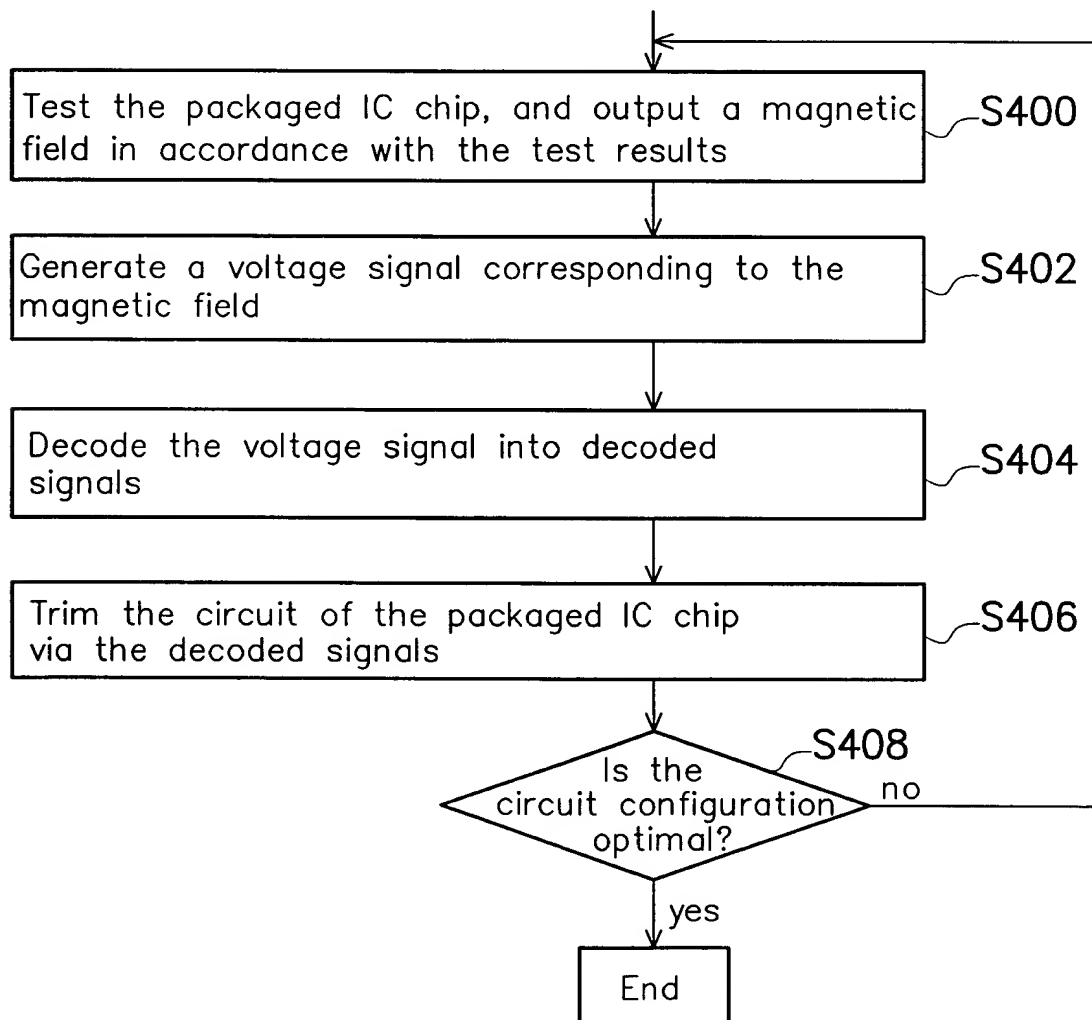 Test the packaged IC chip, and output a magnetic
field in accordance with the test results
S400
Generate a voltage signal corresponding to the
magnetic field
S402
Decode the voltage signal into decoded
signals
S404
Trim the circuit of the packaged IC chip
via the decoded signals
S406
S408
Is the
circuit configuration
optimal?
no
yes
End